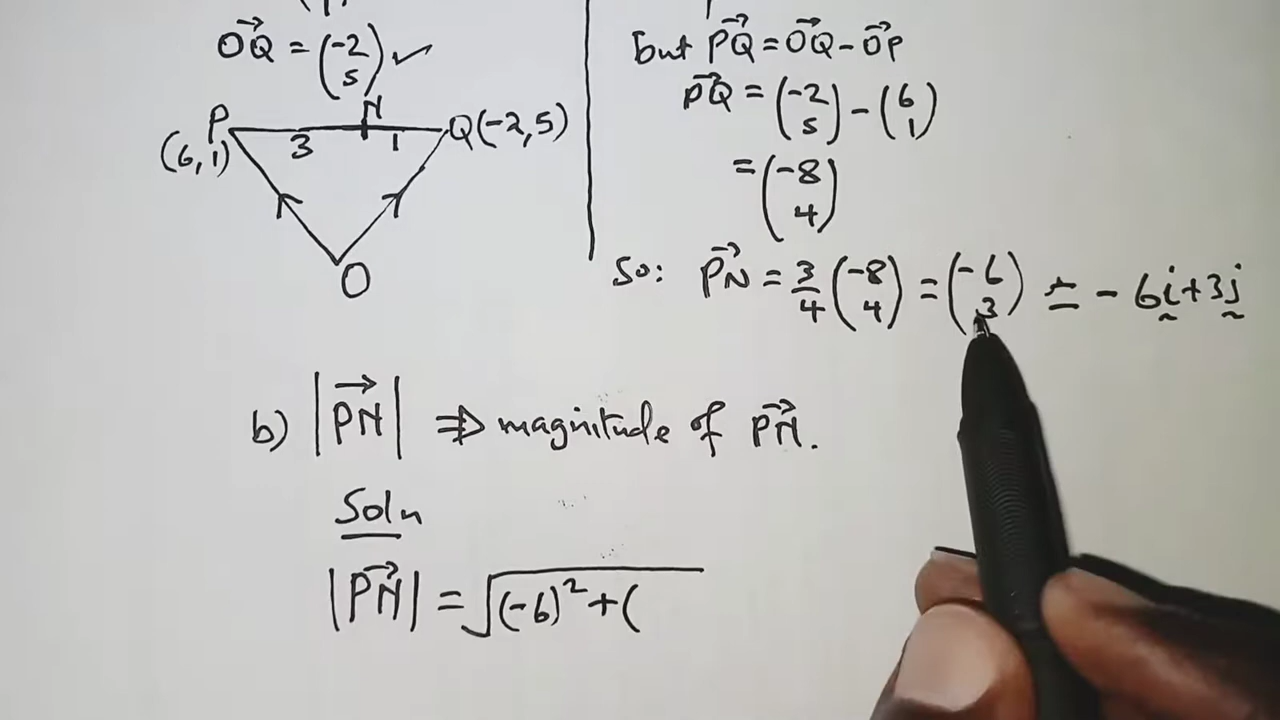 OQ⃗ = (-2 5) ✓
P N Q(-2,5)
(6,1) 3 1
O
but PQ⃗ = OQ⃗ - OP⃗
PQ⃗ = (-2 5) - (6 1)
= (-8 4)
So: PN⃗ = 3/4 (-8 4) = (-6 3) = -6i+3j
b) |PN⃗| ⇒ magnitude of PN⃗.
Soln
|PN⃗| = √(-6)² + (